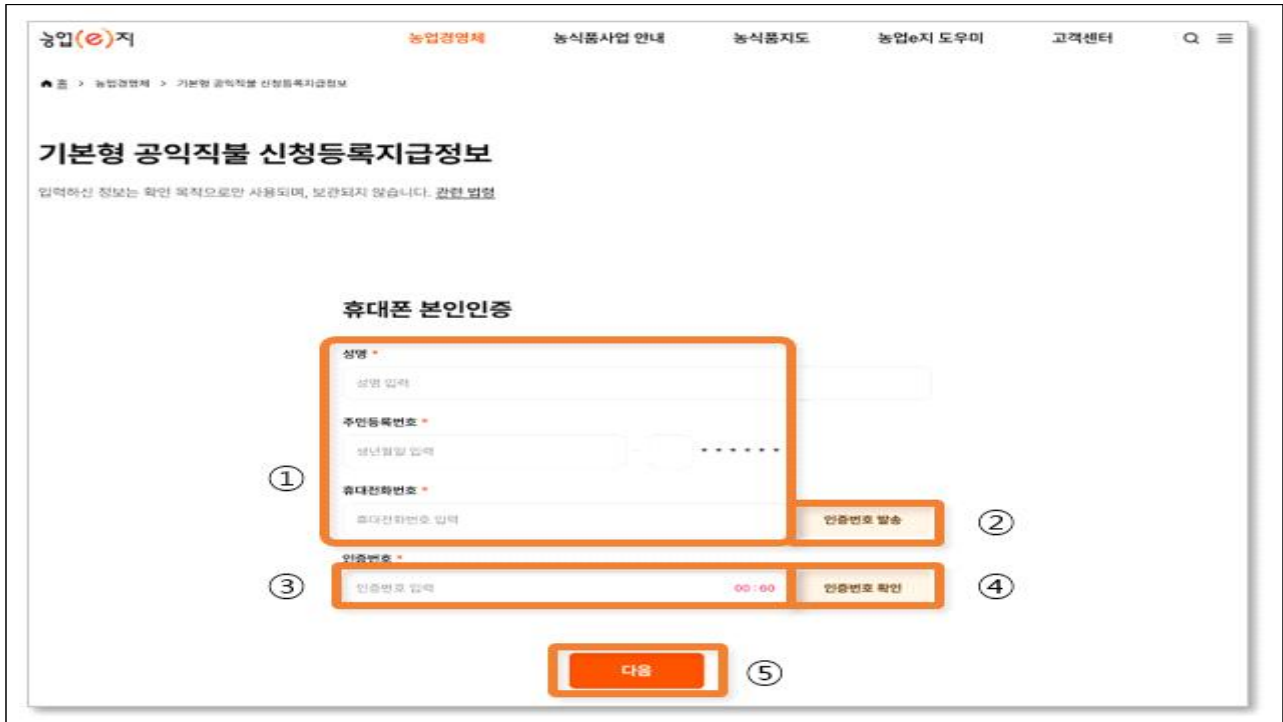 농업(e)지 농업경영체 농식품사업 안내 농식품지도 농업e지 도우미 고객센터
홈 > 농업경영체 > 기본형 공익직불 신청등록지급정보
기본형 공익직불 신청등록지급정보
입력하신 정보는 확인 목적으로만 사용되며, 보관되지 않습니다. 관련 법령
휴대폰 본인인증
성명 *
성명 입력
주민등록번호 *
생년월일 입력 - ••••••
①
휴대전화번호 *
휴대전화번호 입력 인증번호 발송 ②
인증번호 *
③ 인증번호 입력 00:60 인증번호 확인 ④
다음 ⑤